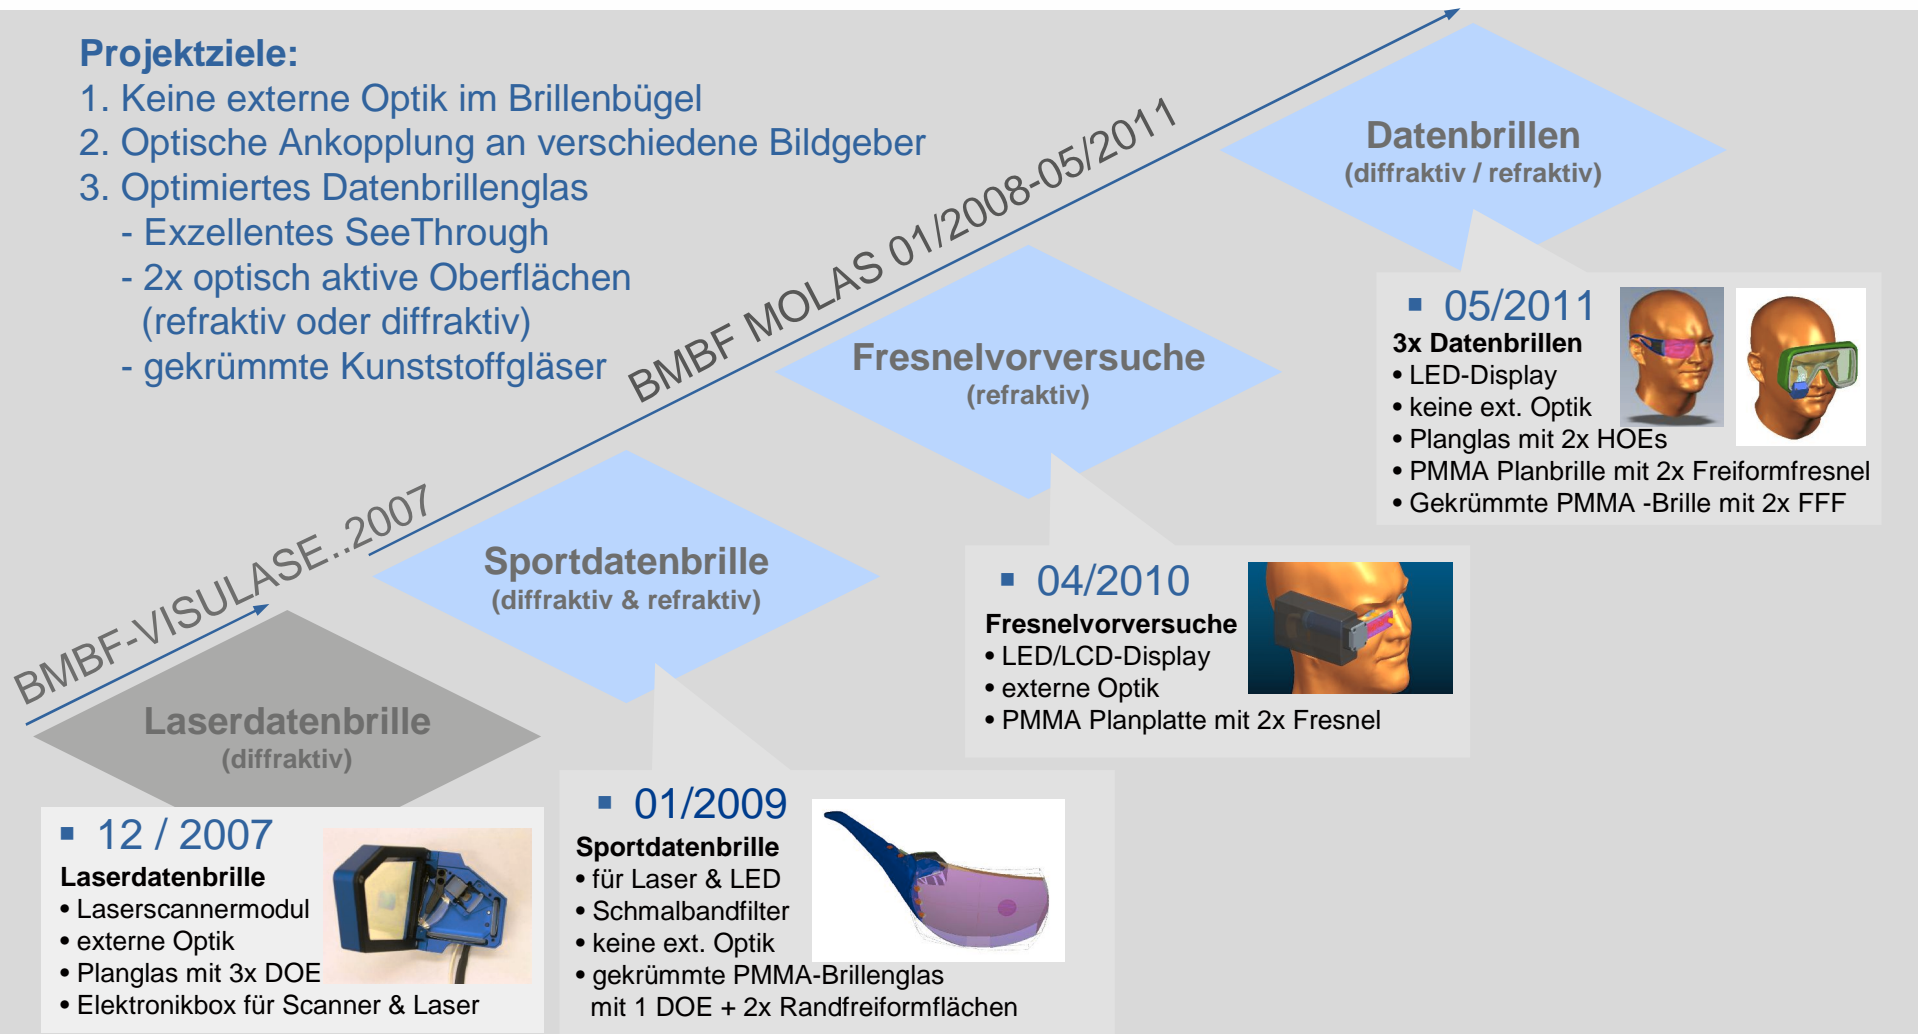 Projektziele:
1. Keine externe Optik im Brillenbügel
2. Optische Ankopplung an verschiedene Bildgeber
3. Optimiertes Datenbrillenglas
- Exzellentes SeeThrough
- 2x optisch aktive Oberflächen
(refraktiv oder diffraktiv)
- gekrümmte Kunststoffgläser
BMBF-VISULASE..2007
BMBF MOLAS 01/2008-05/2011
Laserdatenbrille
(diffraktiv)
▪ 12 / 2007
Laserdatenbrille
• Laserscannermodul
• externe Optik
• Planglas mit 3x DOE
• Elektronikbox für Scanner & Laser
Sportdatenbrille
(diffraktiv & refraktiv)
▪ 01/2009
Sportdatenbrille
• für Laser & LED
• Schmalbandfilter
• keine ext. Optik
• gekrümmte PMMA-Brillenglas
mit 1 DOE + 2x Randfreiformflächen
Fresnelvorversuche
(refraktiv)
▪ 04/2010
Fresnelvorversuche
• LED/LCD-Display
• externe Optik
• PMMA Planplatte mit 2x Fresnel
Datenbrillen
(diffraktiv / refraktiv)
▪ 05/2011
3x Datenbrillen
• LED-Display
• keine ext. Optik
• Planglas mit 2x HOEs
• PMMA Planbrille mit 2x Freiformfresnel
• Gekrümmte PMMA -Brille mit 2x FFF